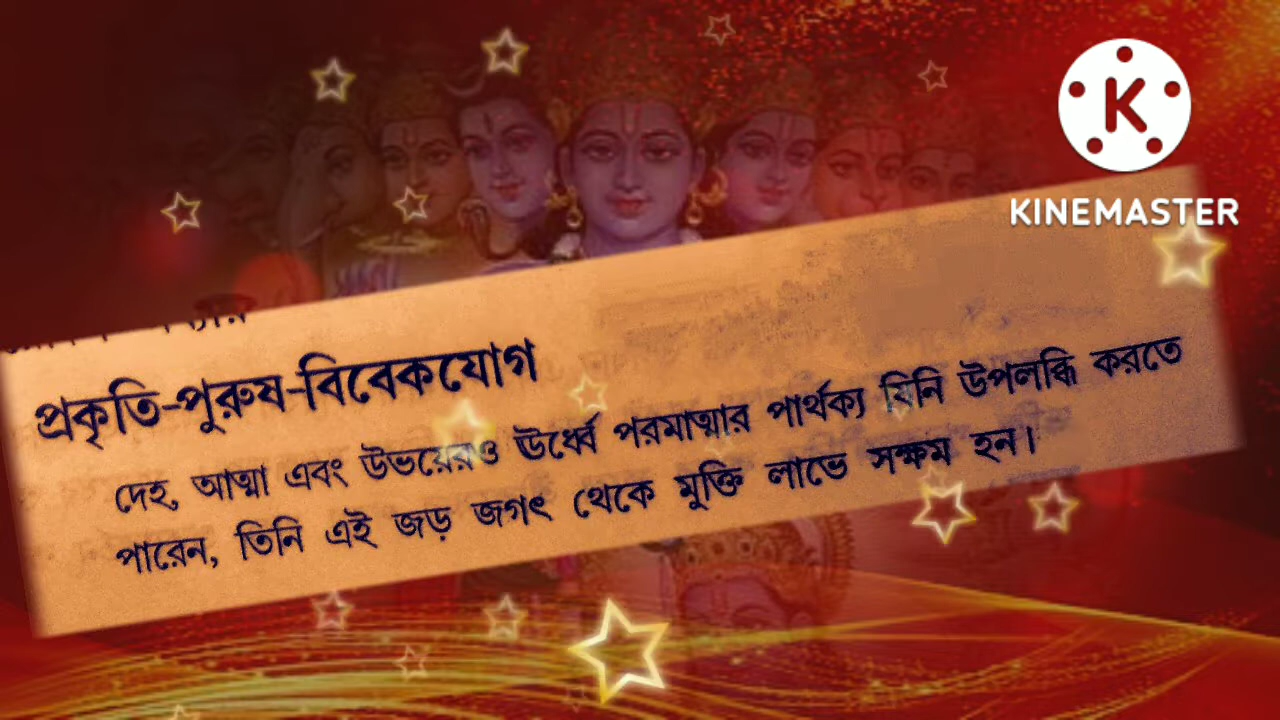 KINEMASTER
প্রকৃতি-পুরুষ-বিবেকযোগ
দেহ, আত্মা এবং উভয়েরও ঊর্ধ্বে পরমাত্মার পার্থক্য যিনি উপলব্ধি করতে
পারেন, তিনি এই জড় জগৎ থেকে মুক্তি লাভে সক্ষম হন।